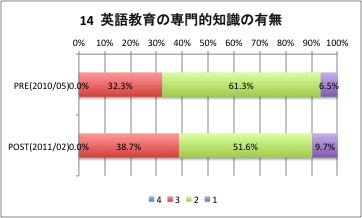 14 英語教育の専門的知識の有無
0% 10% 20% 30% 40% 50% 60% 70% 80% 90% 100%
PRE(2010/05) 0.0% 32.3% 61.3% 6.5%
POST(2011/02) 0.0% 38.7% 51.6% 9.7%
4 3 2 1